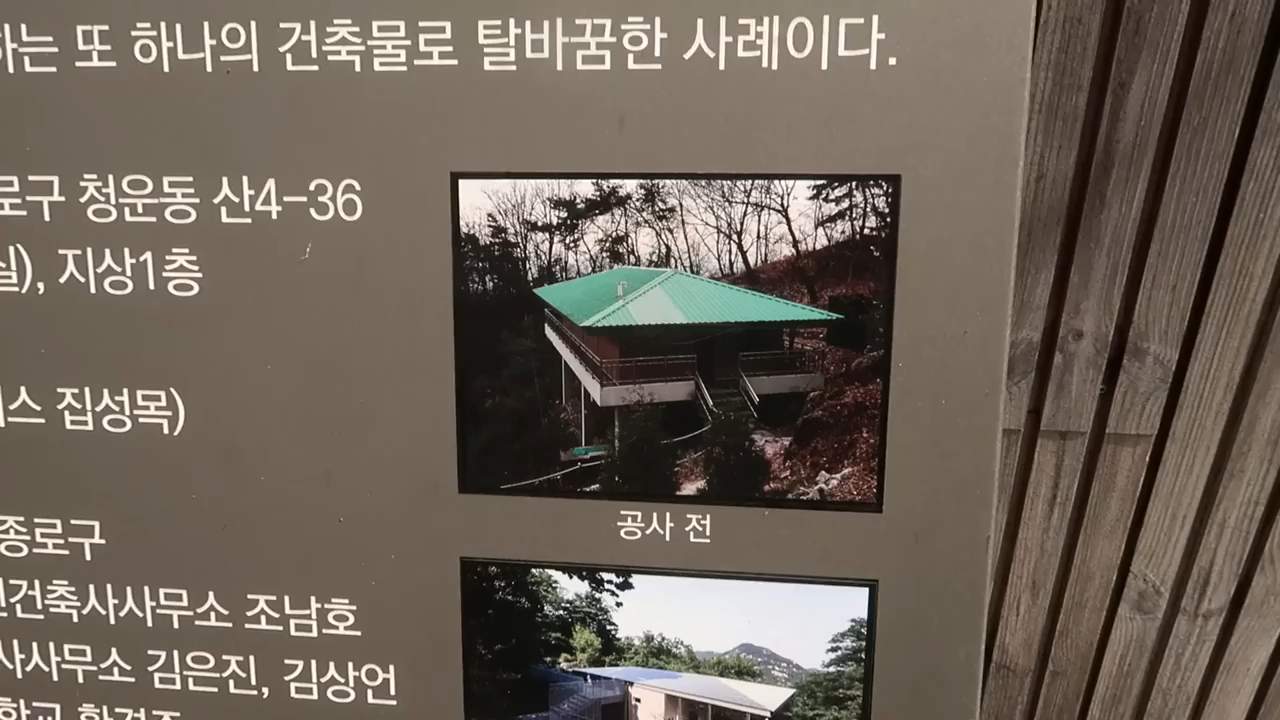 하는 또 하나의 건축물로 탈바꿈한 사례이다.
로구 청운동 산4-36
실), 지상1층
스 집성목)
공사 전
종로구
건축사사무소 조남호
사사무소 김은진, 김상언